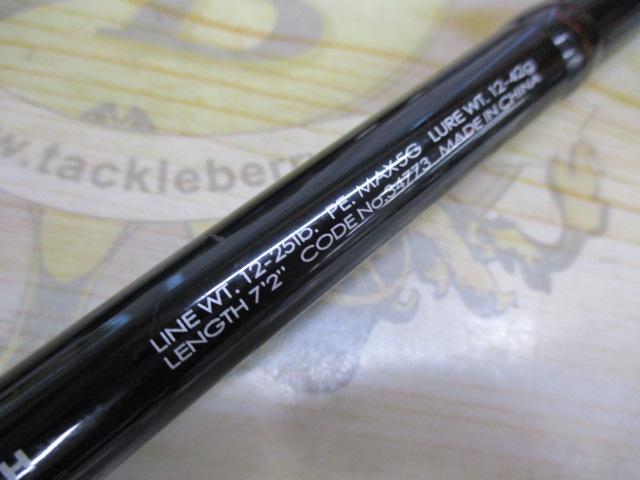 B
www.tackleberr
LINE WT. 12-25lb. PE. MAX5G LURE WT. 12-42g
LENGTH 7'2" CODE No.34773 MADE IN CHINA
H